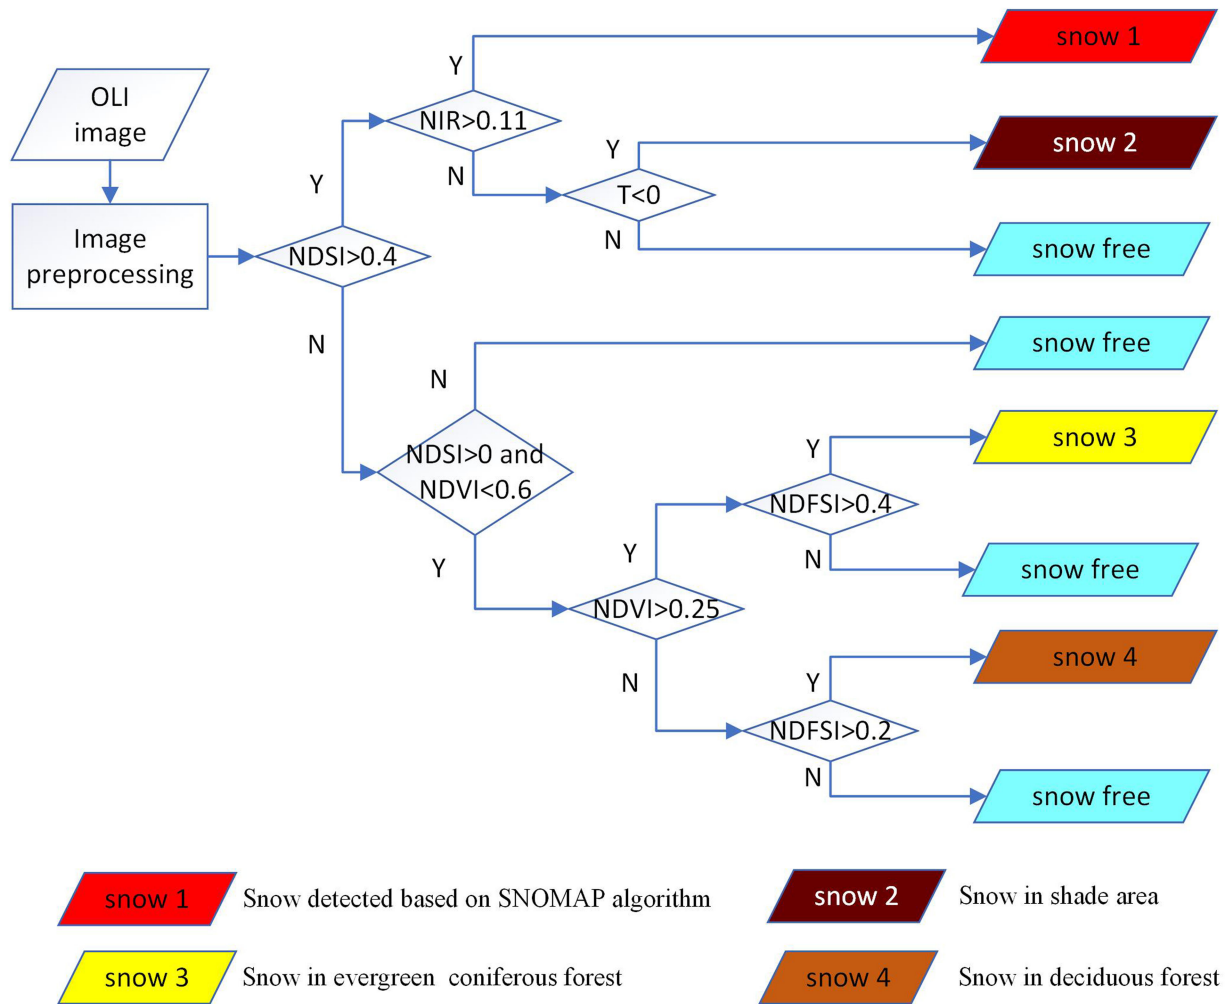 OLI
image
Image
preprocessing
NDSI>0.4
Y
N
NIR>0.11
Y
N
T<0
Y
N
snow 1
snow 2
snow free
snow free
N
NDSI>0 and
NDVI<0.6
Y
NDVI>0.25
Y
N
NDFSI>0.4
Y
N
snow 3
snow free
NDFSI>0.2
Y
N
snow 4
snow free
snow 1 Snow detected based on SNOMAP algorithm
snow 2 Snow in shade area
snow 3 Snow in evergreen coniferous forest
snow 4 Snow in deciduous forest